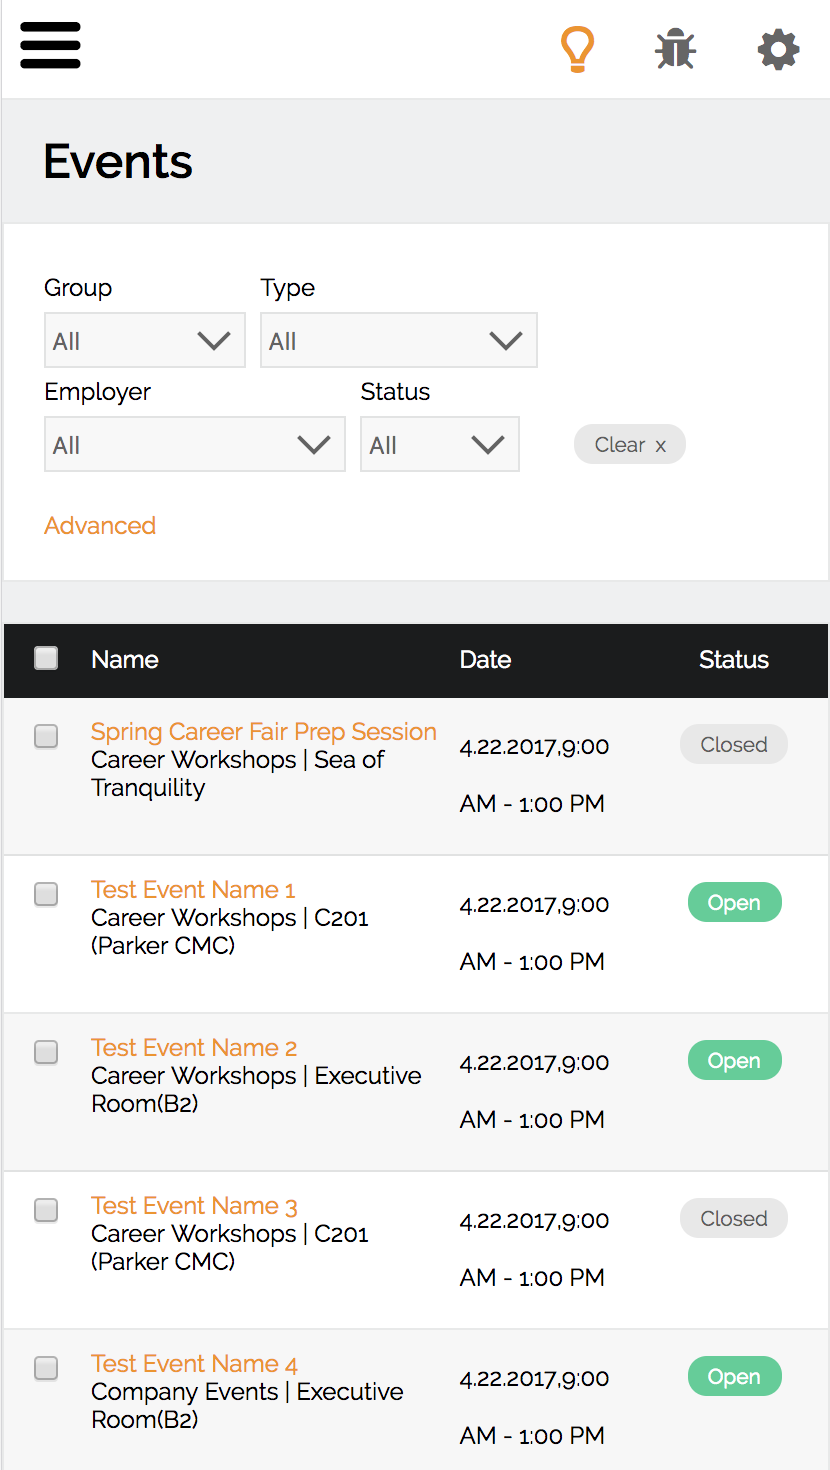 Events
Group Type
All All
Employer Status
All All Clear x
Advanced
Name Date Status
Spring Career Fair Prep Session
Career Workshops | Sea of
Tranquility
4.22.2017,9:00
AM - 1:00 PM
Closed
Test Event Name 1
Career Workshops | C201
(Parker CMC)
4.22.2017,9:00
AM - 1:00 PM
Open
Test Event Name 2
Career Workshops | Executive
Room(B2)
4.22.2017,9:00
AM - 1:00 PM
Open
Test Event Name 3
Career Workshops | C201
(Parker CMC)
4.22.2017,9:00
AM - 1:00 PM
Closed
Test Event Name 4
Company Events | Executive
Room(B2)
4.22.2017,9:00
AM - 1:00 PM
Open